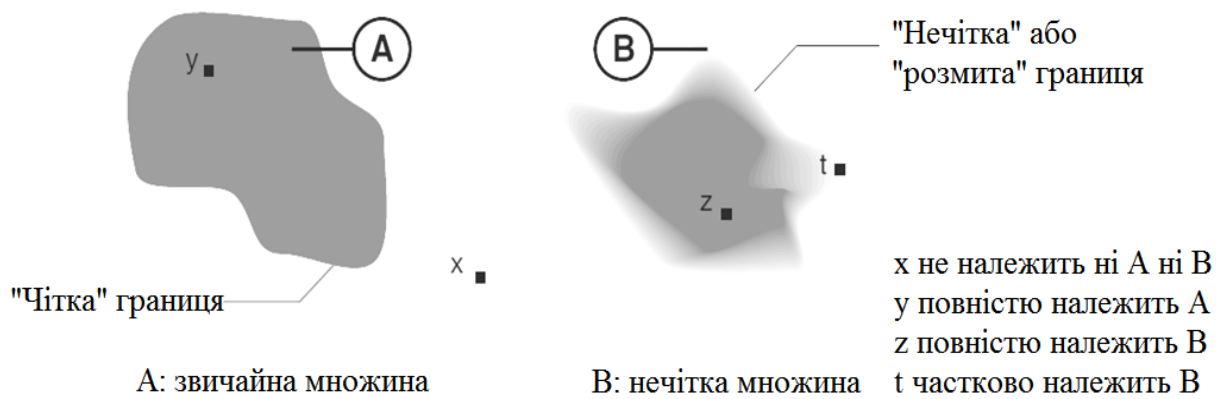 A
y
"Чітка" границя
x
A: звичайна множина
B
"Нечітка" або
"розмита" границя
t
z
B: нечітка множина
x не належить ні A ні B
y повністю належить A
z повністю належить B
t частково належить B